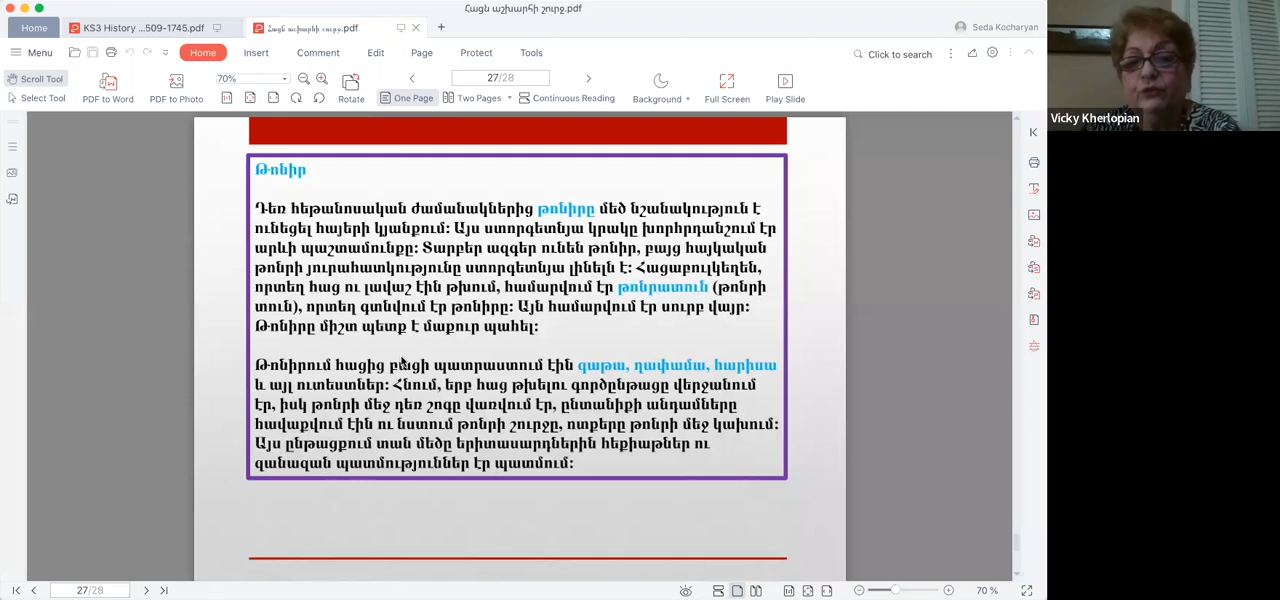 Հացն աշխարհի շուրջ.pdf
Home
KS3 History ...509-1745.pdf
Հացն աշխարհի շուրջ.pdf
Seda Kocharyan
Menu
Home
Insert
Comment
Edit
Page
Protect
Tools
Click to search
Scroll Tool
Select Tool
PDF to Word
PDF to Photo
70%
Rotate
27/28
One Page
Two Pages
Continuous Reading
Background
Full Screen
Play Slide
Vicky Kherlopian
Թոնիր
Դեռ հեթանոսական ժամանակներից թոնիրը մեծ նշանակություն է
ունեցել հայերի կյանքում: Այս ստորգետնյա կրակը խորհրդանշում էր
արևի պաշտամունքը: Տարբեր ազգեր ունեն թոնիր, բայց հայկական
թոնրի յուրահատկությունը ստորգետնյա լինելն է: Հացաբուլկեղեն,
որտեղ հաց ու լավաշ էին թխում, համարվում էր թոնրատուն (թոնրի
տուն), որտեղ գտնվում էր թոնիրը: Այն համարվում էր սուրբ վայր:
Թոնիրը միշտ պետք է մաքուր պահել:
Թոնիրում հացից բացի պատրաստում էին գաթա, ղափամա, հարիսա
և այլ ուտեստներ: Հնում, երբ հաց թխելու գործընթացը վերջանում
էր, իսկ թոնրի մեջ դեռ շոգը վառվում էր, ընտանիքի անդամները
հավաքվում էին ու նստում թոնրի շուրջը, ոտքերը թոնրի մեջ կախում:
Այս ընթացքում տան մեծը երիտասարդներին հեքիաթներ ու
զանազան պատմություններ էր պատմում:
27/28
70 %